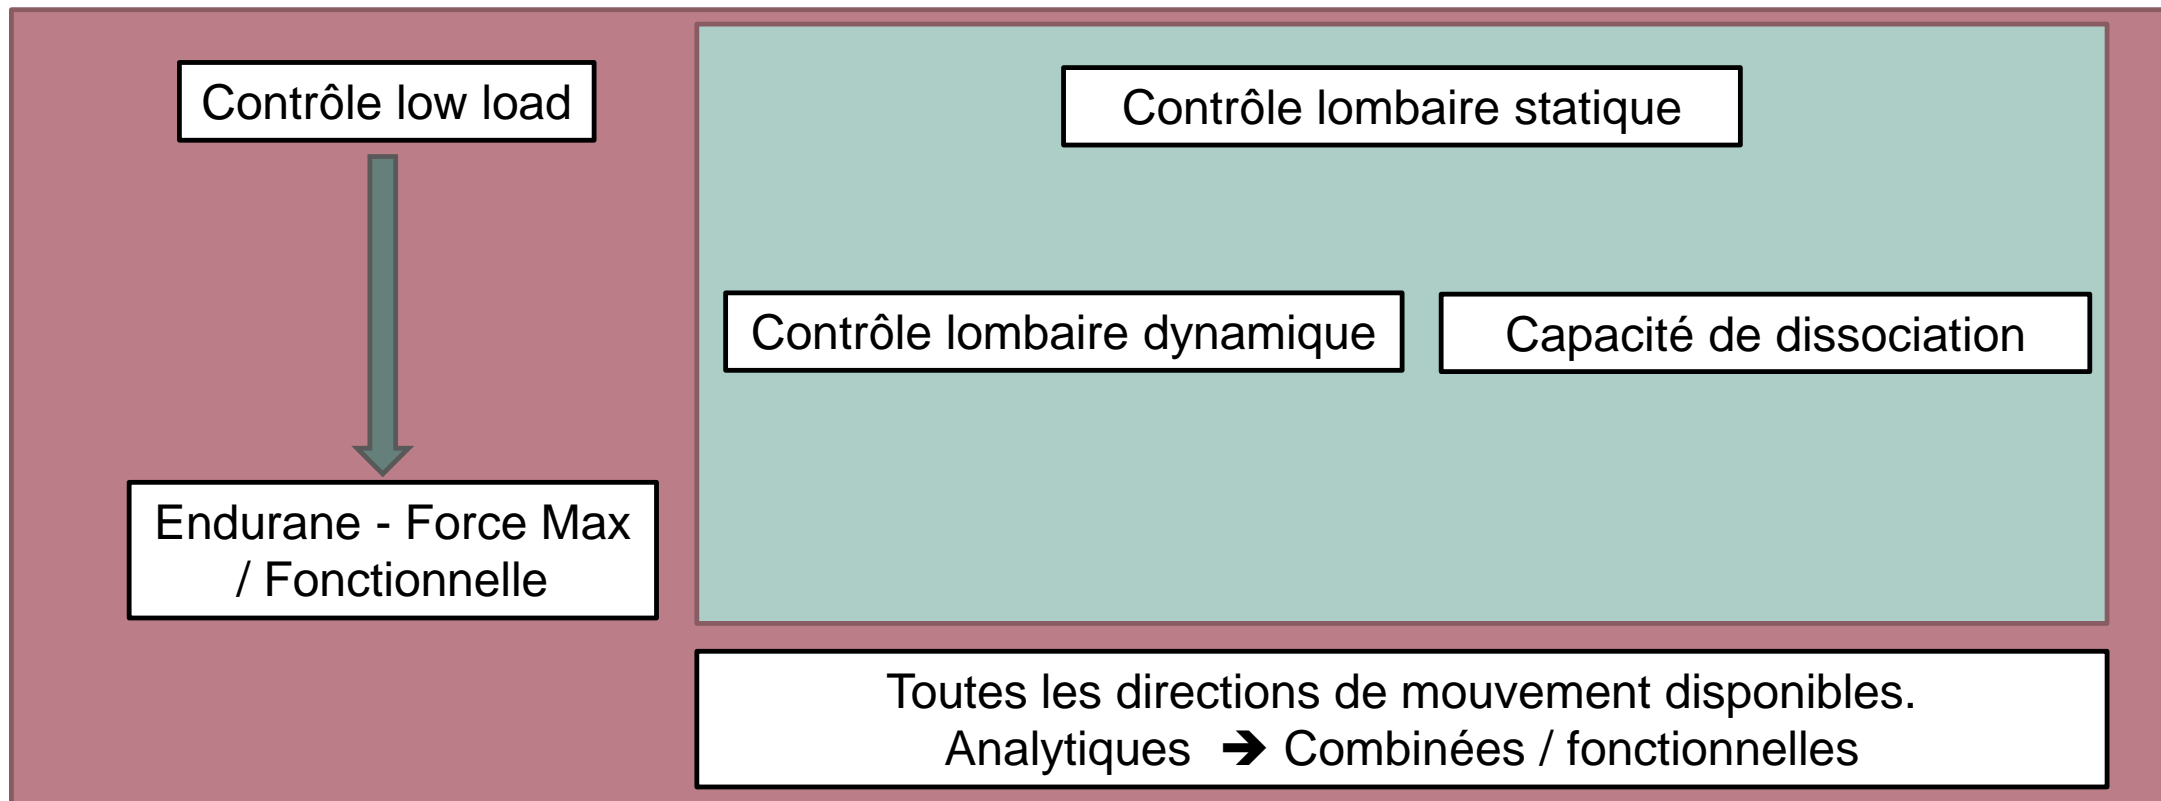 Contrôle low load
Contrôle lombaire statique
Contrôle lombaire dynamique
Capacité de dissociation
Endurane - Force Max
/ Fonctionnelle
Toutes les directions de mouvement disponibles.
Analytiques ➔ Combinées / fonctionnelles